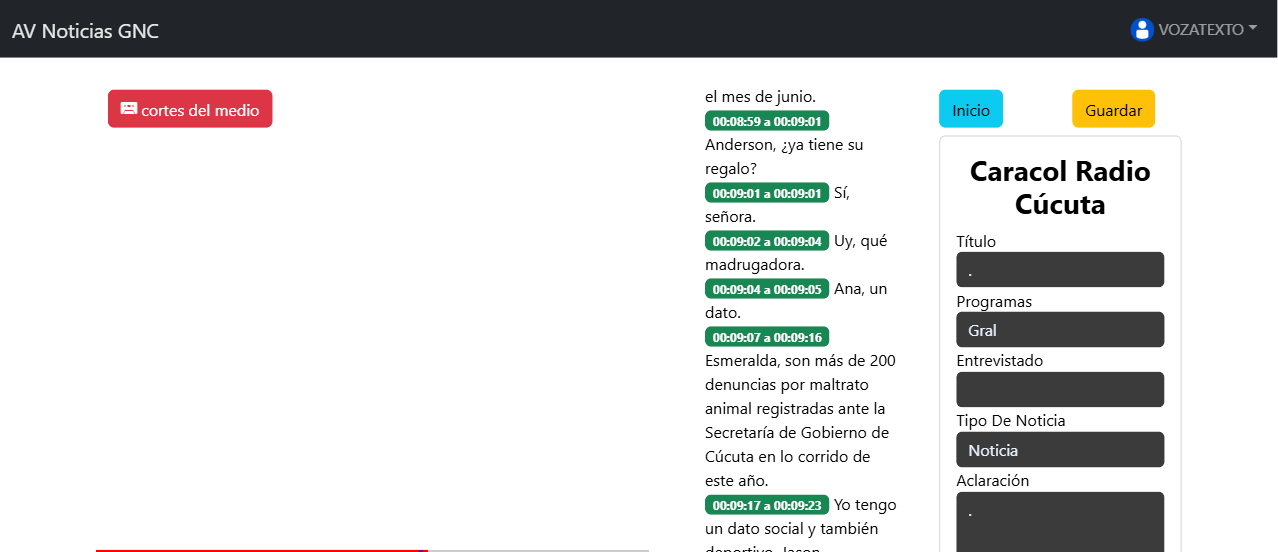 AV Noticias GNC
VOZATEXTO
cortes del medio
el mes de junio.
00:08:59 a 00:09:01
Anderson, ¿ya tiene su
regalo?
00:09:01 a 00:09:01 Sí,
señora.
00:09:02 a 00:09:04 Uy, qué
madrugadora.
00:09:04 a 00:09:05 Ana, un
dato.
00:09:07 a 00:09:16
Esmeralda, son más de 200
denuncias por maltrato
animal registradas ante la
Secretaría de Gobierno de
Cúcuta en lo corrido de
este año.
00:09:17 a 00:09:23 Yo tengo
un dato social y también
deportivo, Jason
Inicio
Guardar
Caracol Radio
Cúcuta
Título
.
Programas
Gral
Entrevistado
Tipo De Noticia
Noticia
Aclaración
.